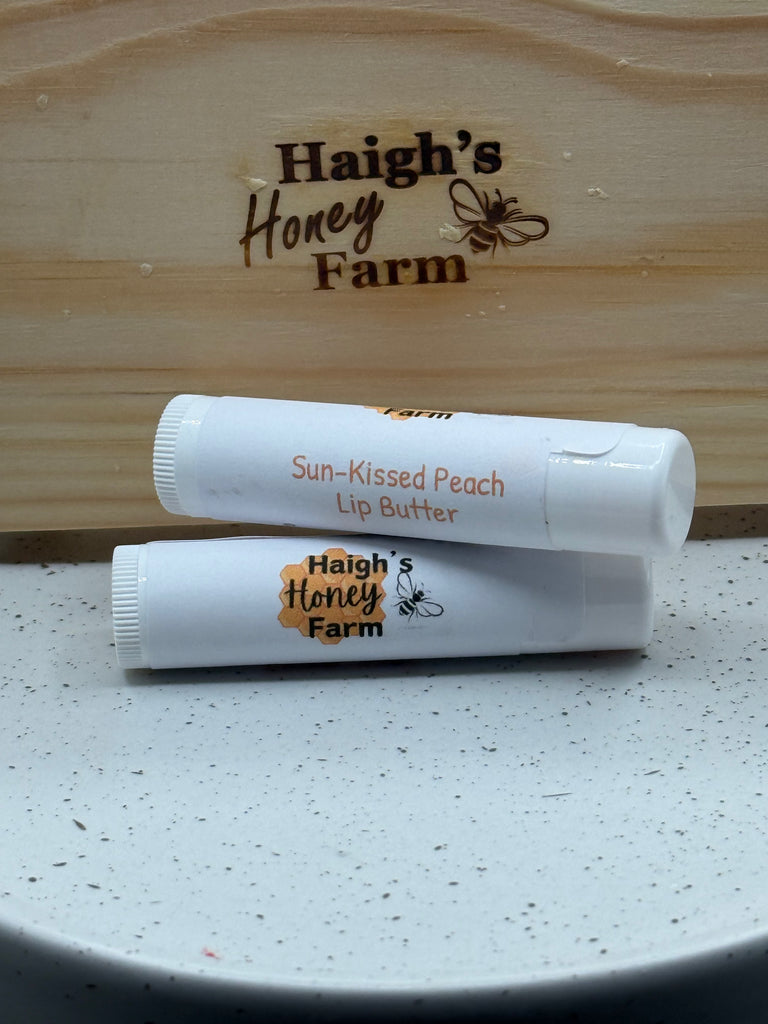 Haigh's
Honey
Farm
Farm
Sun-Kissed Peach
Lip Butter
Haigh's
Honey
Farm